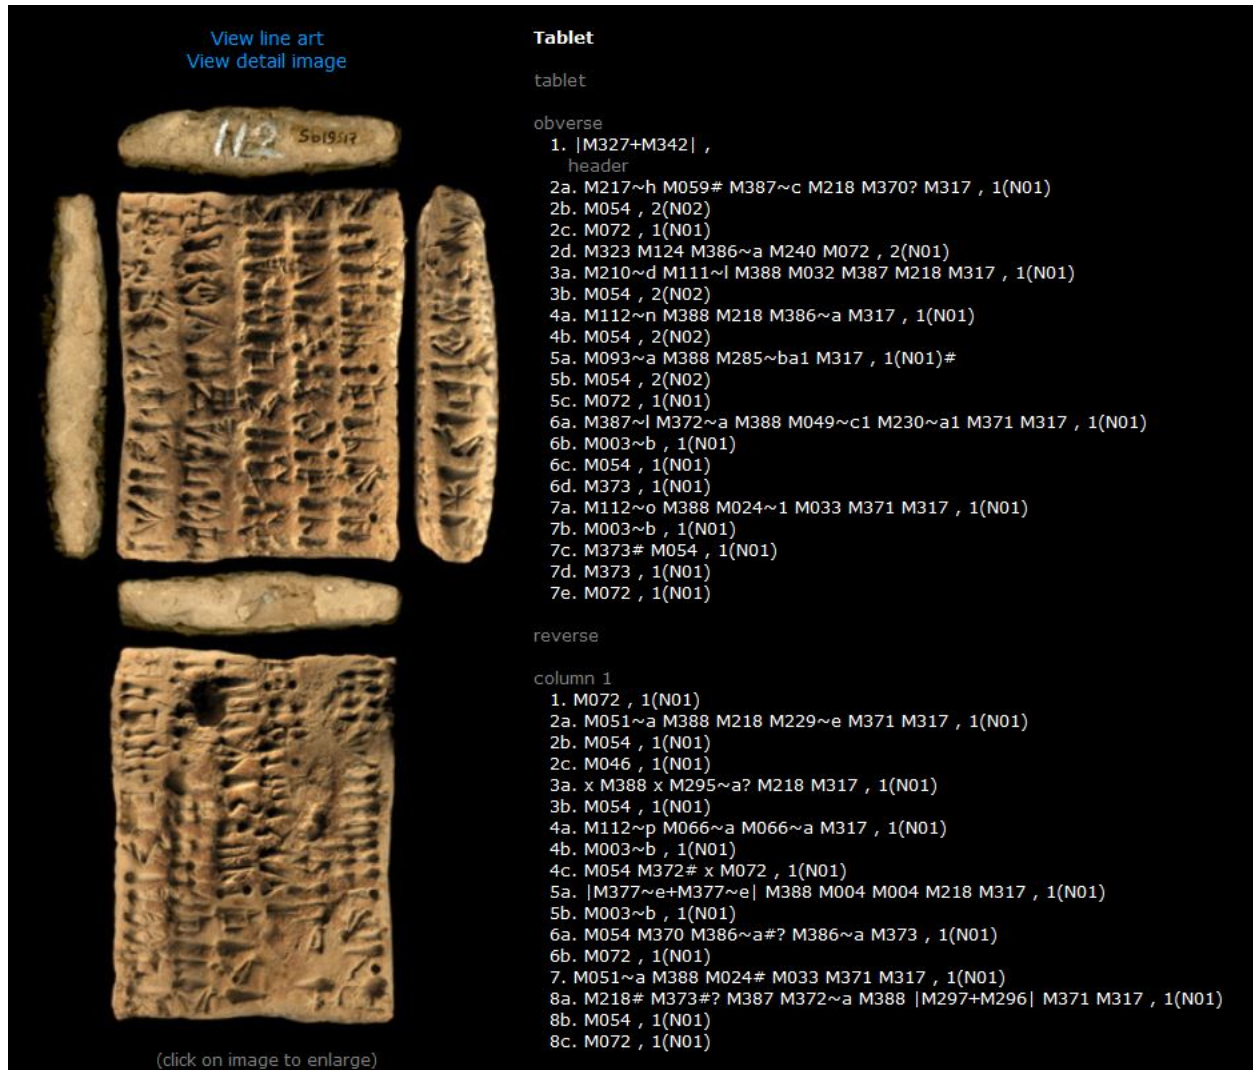 View line art
View detail image
112 Sb19517
(click on image to enlarge)
Tablet
tablet
obverse
1. |M327+M342| ,
header
2a. M217~h M059# M387~c M218 M370? M317 , 1(N01)
2b. M054 , 2(N02)
2c. M072 , 1(N01)
2d. M323 M124 M386~a M240 M072 , 2(N01)
3a. M210~d M111~l M388 M032 M387 M218 M317 , 1(N01)
3b. M054 , 2(N02)
4a. M112~n M388 M218 M386~a M317 , 1(N01)
4b. M054 , 2(N02)
5a. M093~a M388 M285~ba1 M317 , 1(N01)#
5b. M054 , 2(N02)
5c. M072 , 1(N01)
6a. M387~l M372~a M388 M049~c1 M230~a1 M371 M317 , 1(N01)
6b. M003~b , 1(N01)
6c. M054 , 1(N01)
6d. M373 , 1(N01)
7a. M112~o M388 M024~1 M033 M371 M317 , 1(N01)
7b. M003~b , 1(N01)
7c. M373# M054 , 1(N01)
7d. M373 , 1(N01)
7e. M072 , 1(N01)
reverse
column 1
1. M072 , 1(N01)
2a. M051~a M388 M218 M229~e M371 M317 , 1(N01)
2b. M054 , 1(N01)
2c. M046 , 1(N01)
3a. x M388 x M295~a? M218 M317 , 1(N01)
3b. M054 , 1(N01)
4a. M112~p M066~a M066~a M317 , 1(N01)
4b. M003~b , 1(N01)
4c. M054 M372# x M072 , 1(N01)
5a. |M377~e+M377~e| M388 M004 M004 M218 M317 , 1(N01)
5b. M003~b , 1(N01)
6a. M054 M370 M386~a#? M386~a M373 , 1(N01)
6b. M072 , 1(N01)
7. M051~a M388 M024# M033 M371 M317 , 1(N01)
8a. M218# M373#? M387 M372~a M388 |M297+M296| M371 M317 , 1(N01)
8b. M054 , 1(N01)
8c. M072 , 1(N01)